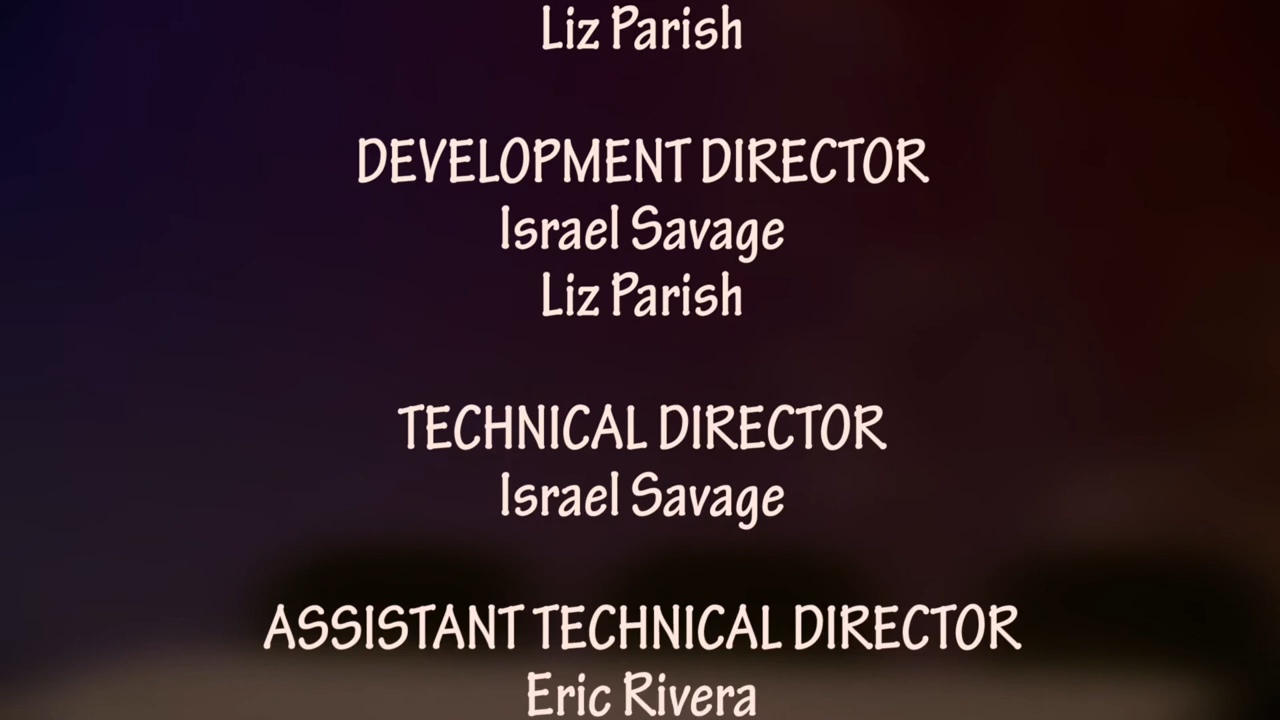 Liz Parish
DEVELOPMENT DIRECTOR
Israel Savage
Liz Parish
TECHNICAL DIRECTOR
Israel Savage
ASSISTANT TECHNICAL DIRECTOR
Eric Rivera